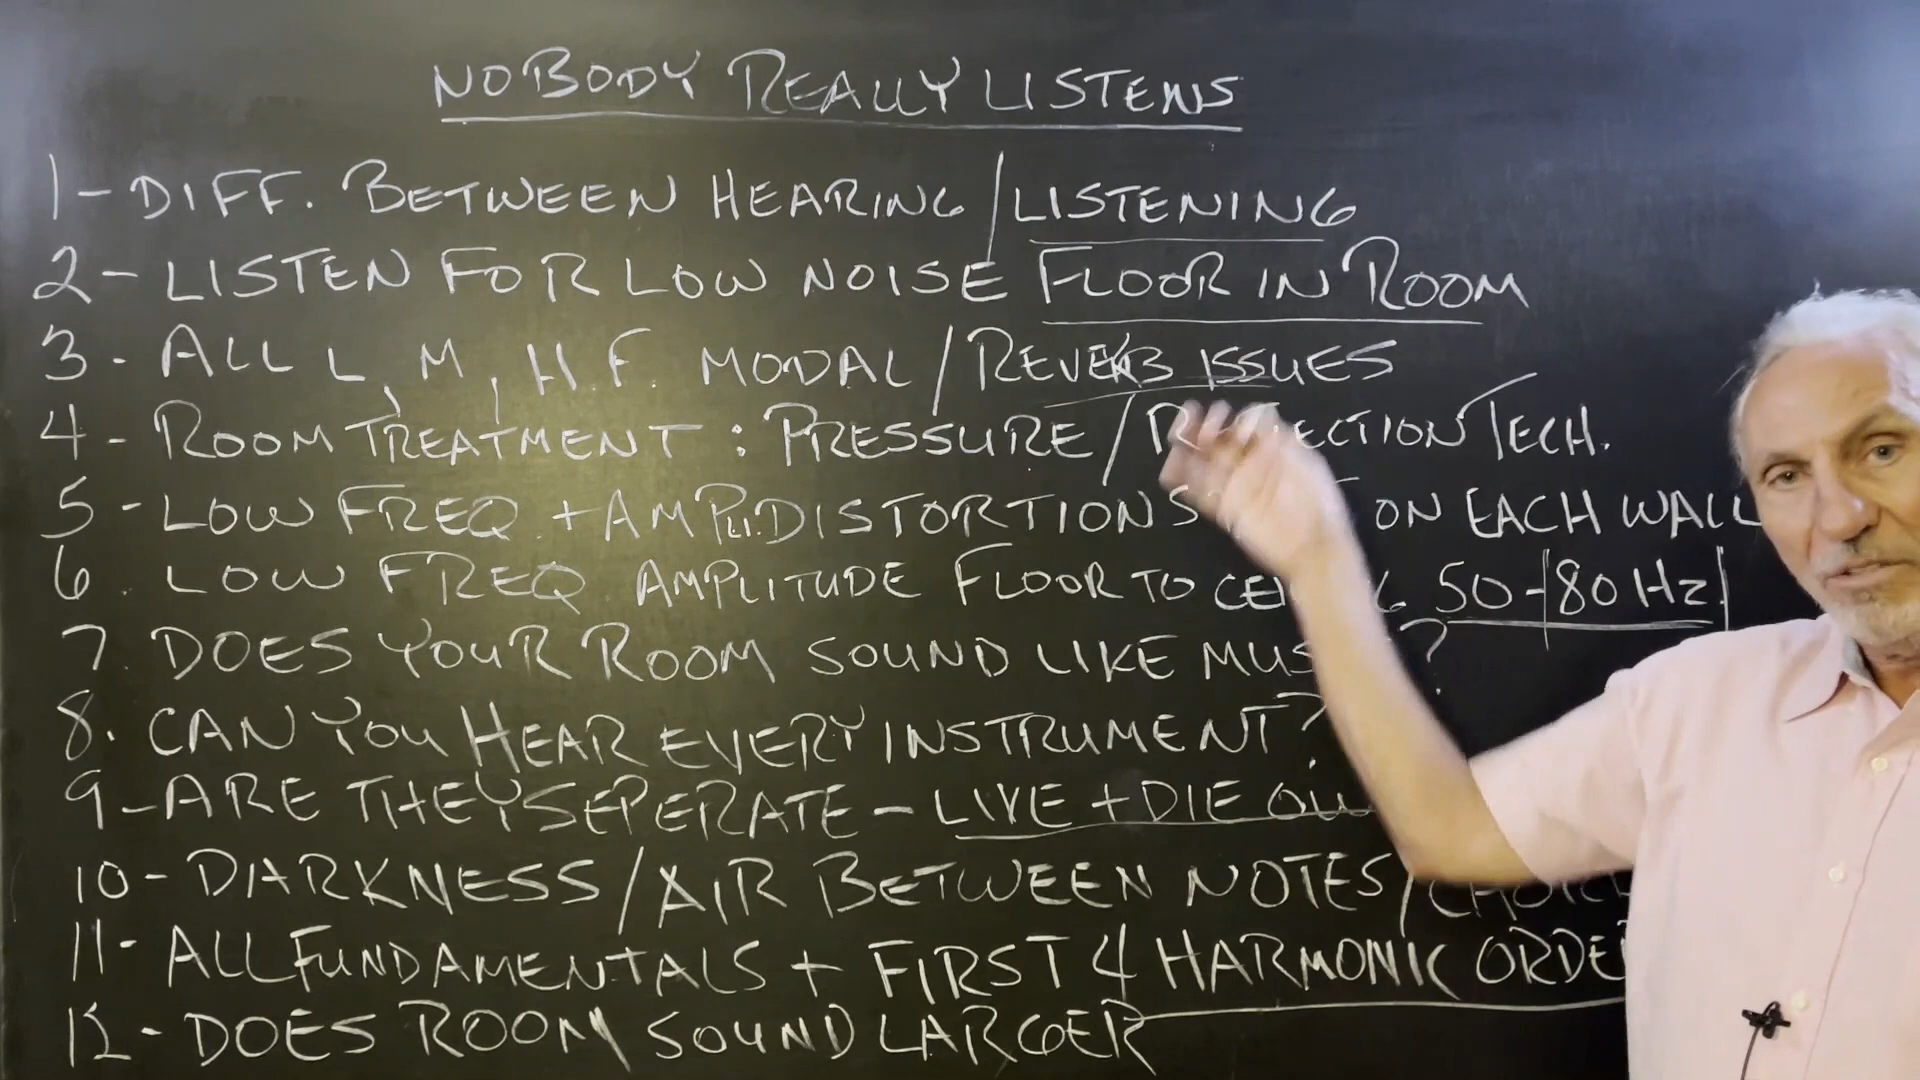 NOBODY REALLY LISTENS
1- DIFF. BETWEEN HEARING/LISTENING
2- LISTEN FOR LOW NOISE FLOOR IN ROOM
3- ALL L, M, H.F. MODAL/REVERB ISSUES
4- ROOM TREATMENT: PRESSURE/ TECH.
5- LOW FREQ + AMPLI. DISTORTIONS ON EACH WALL
6. LOW FREQ AMPLITUDE FLOOR TO 50-80Hz
7. DOES YOUR ROOM SOUND LIKE ?
8. CAN YOU HEAR EVERY INSTRUMENT?
9- ARE THEY SEPERATE - LIVE + DIE
10- DARKNESS/AIR BETWEEN NOTES/
11- ALL FUNDAMENTALS + FIRST 4 HARMONIC
12- DOES ROOM SOUND LARGER